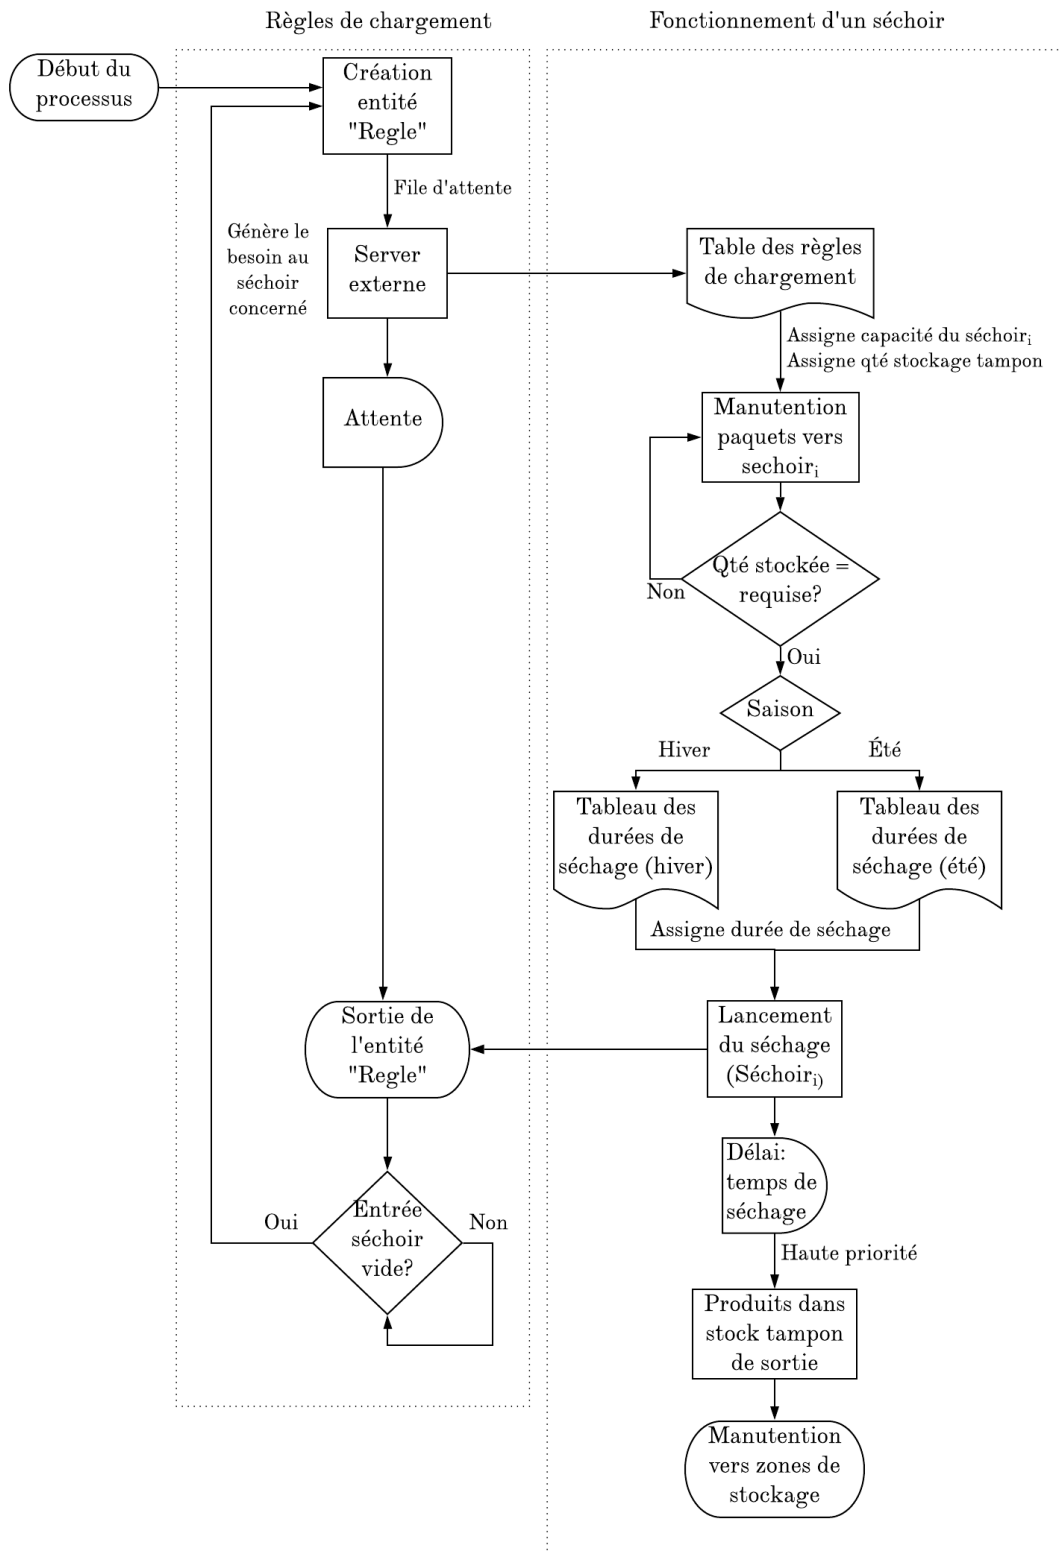 Règles de chargement
Fonctionnement d'un séchoir
Début du
processus
Création
entité
"Regle"
File d'attente
Génère le
besoin au
séchoir
concerné
Server
externe
Attente
Table des règles
de chargement
Assigne capacité du séchoirᵢ
Assigne qté stockage tampon
Manutention
paquets vers
sechoirᵢ
Qté stockée =
requise?
Non
Oui
Saison
Hiver
Été
Tableau des
durées de
séchage (hiver)
Tableau des
durées de
séchage (été)
Assigne durée de séchage
Sortie de
l'entité
"Regle"
Lancement
du séchage
(Séchoirᵢ₎
Délai:
temps de
séchage
Oui
Entrée
séchoir
vide?
Non
Haute priorité
Produits dans
stock tampon
de sortie
Manutention
vers zones de
stockage